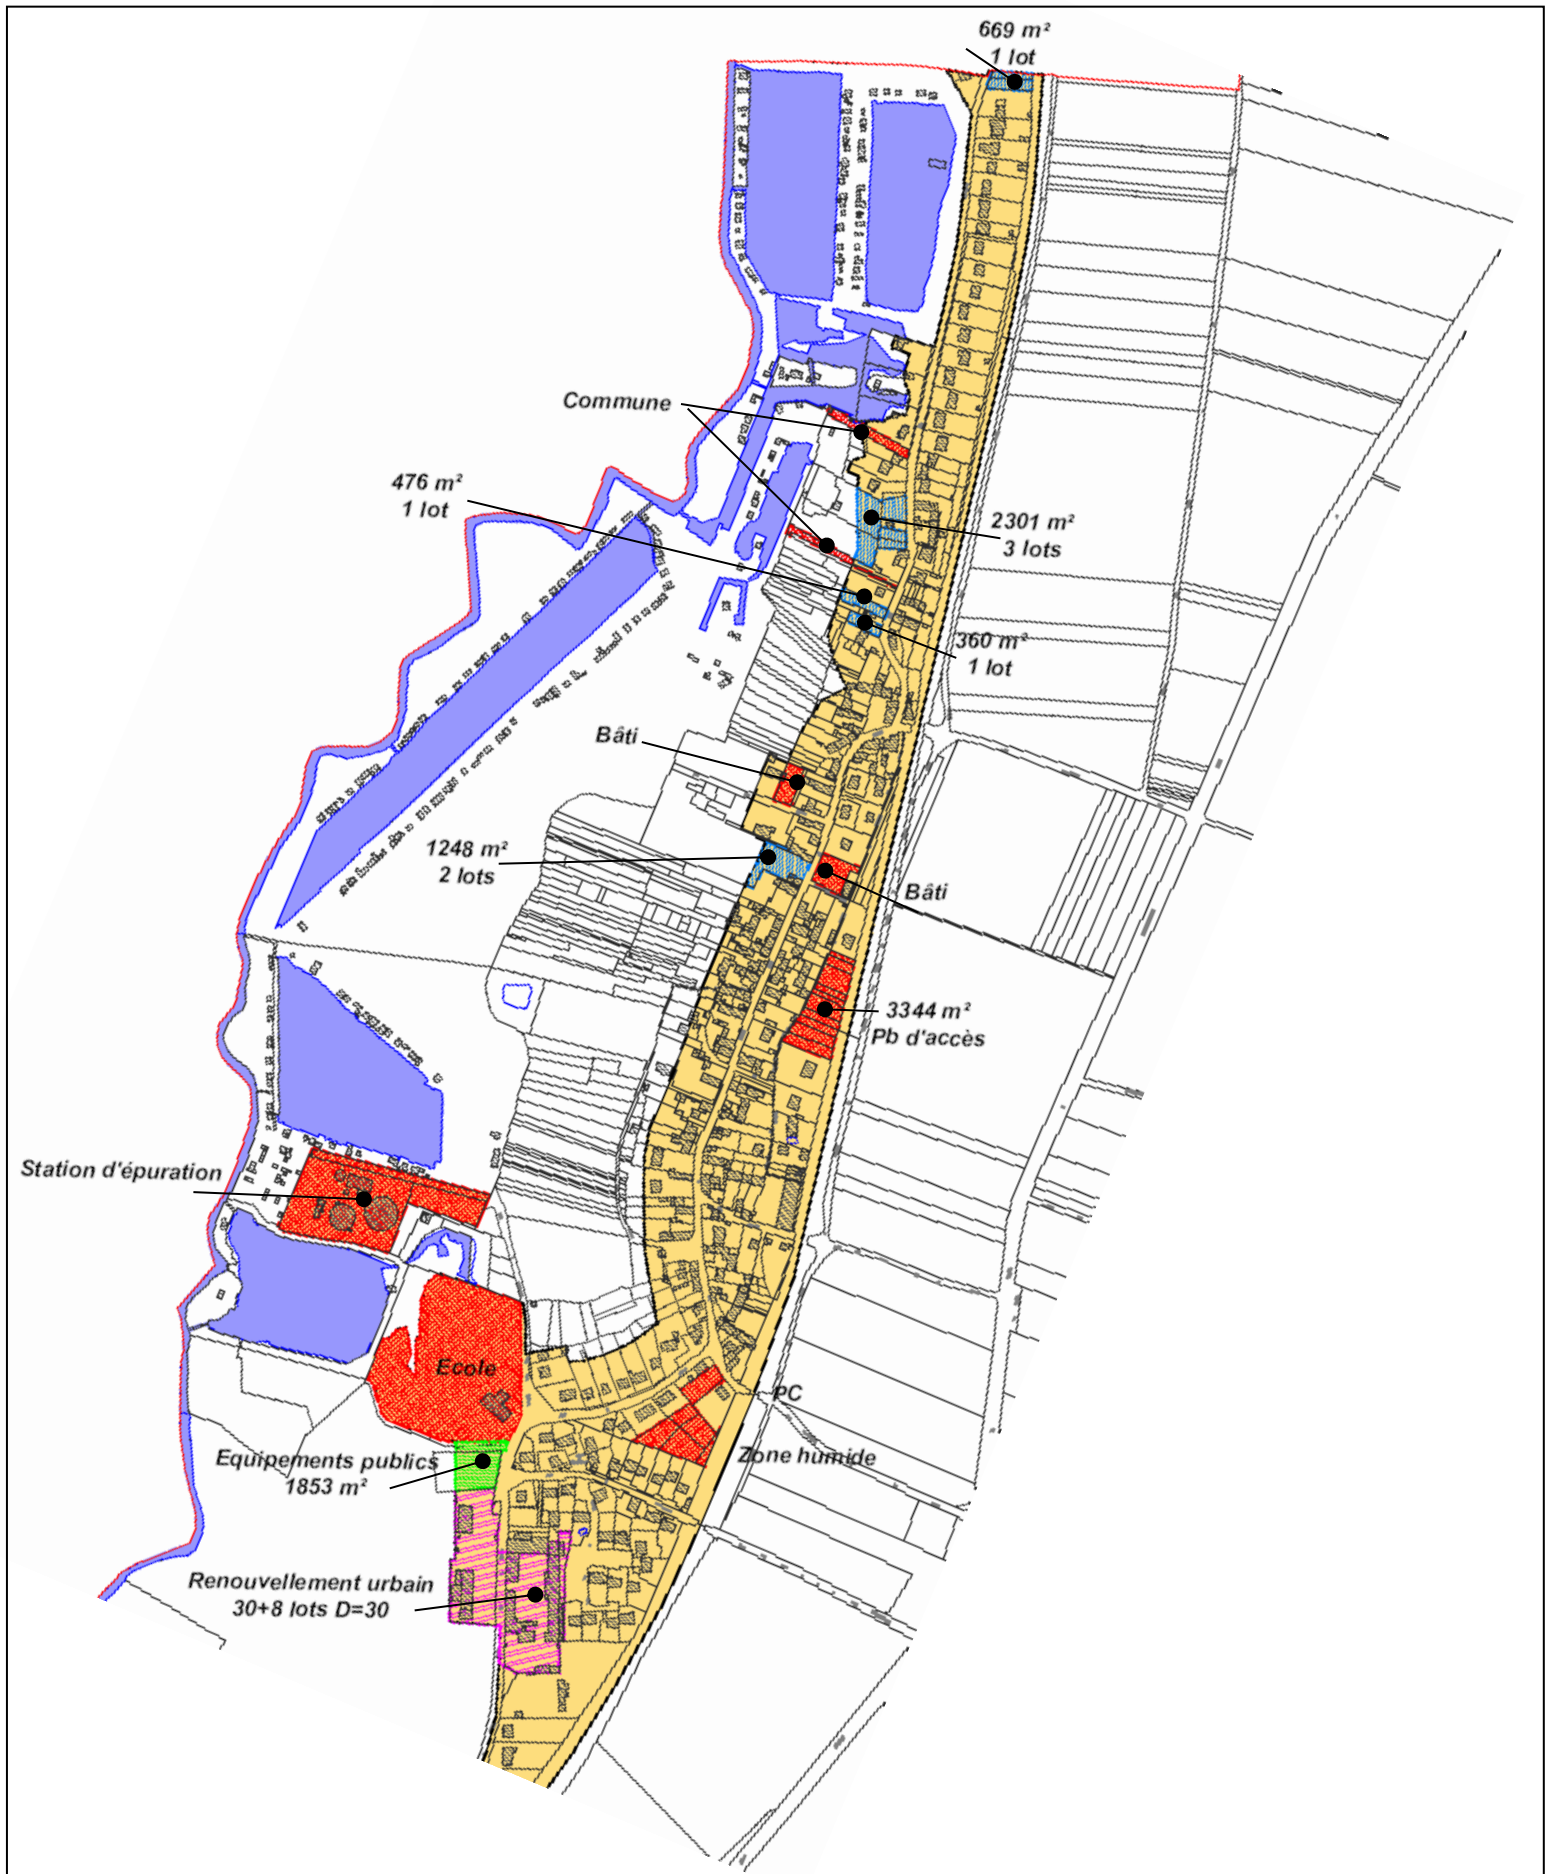 669 m²
1 lot
Commune
476 m²
1 lot
2301 m²
3 lots
360 m²
1 lot
Bâti
1248 m²
2 lots
Bâti
3344 m²
Pb d'accès
Station d'épuration
Ecole
PC
Zone humide
Equipements publics
1853 m²
Renouvellement urbain
30+8 lots D=30